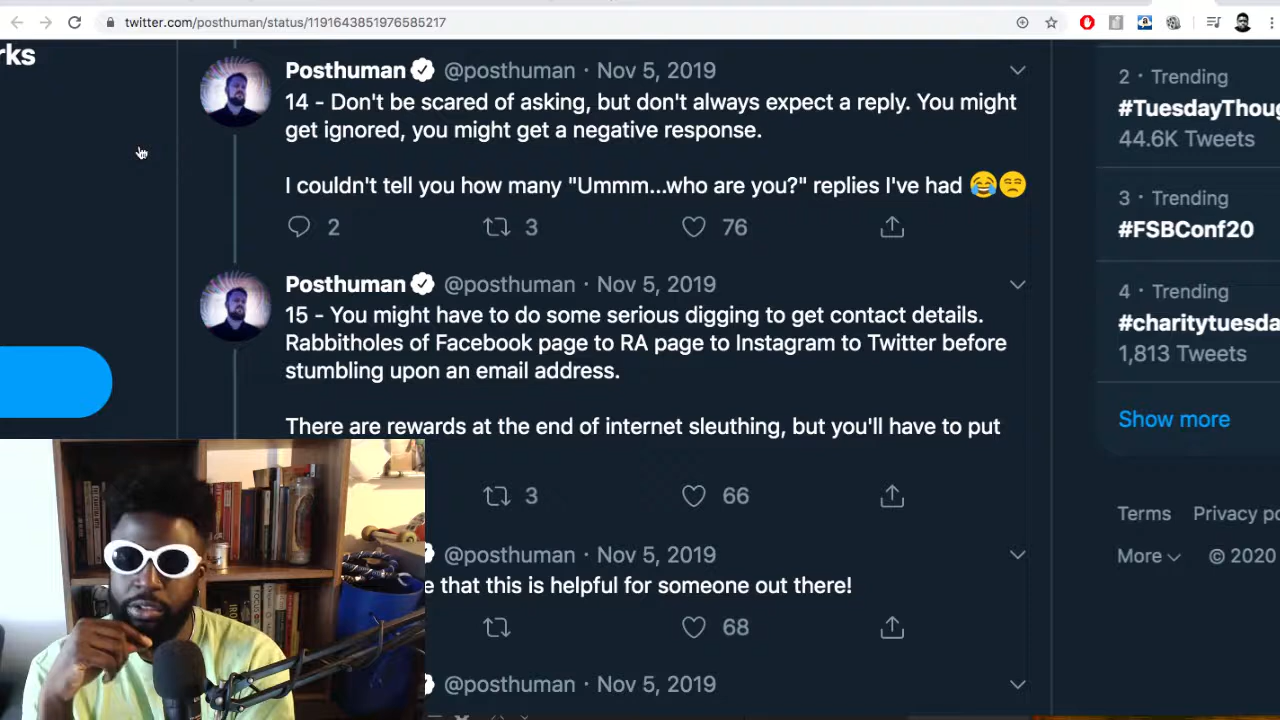 twitter.com/posthuman/status/1191643851976585217
rks
Posthuman @posthuman · Nov 5, 2019
14 - Don't be scared of asking, but don't always expect a reply. You might
get ignored, you might get a negative response.
I couldn't tell you how many "Ummm...who are you?" replies I've had 😂😒
2 3 76
Posthuman @posthuman · Nov 5, 2019
15 - You might have to do some serious digging to get contact details.
Rabbitholes of Facebook page to RA page to Instagram to Twitter before
stumbling upon an email address.
There are rewards at the end of internet sleuthing, but you'll have to put
3 66
@posthuman · Nov 5, 2019
e that this is helpful for someone out there!
68
@posthuman · Nov 5, 2019
2 · Trending
#TuesdayThoug
44.6K Tweets
3 · Trending
#FSBConf20
4 · Trending
#charitytuesda
1,813 Tweets
Show more
Terms Privacy po
More © 2020